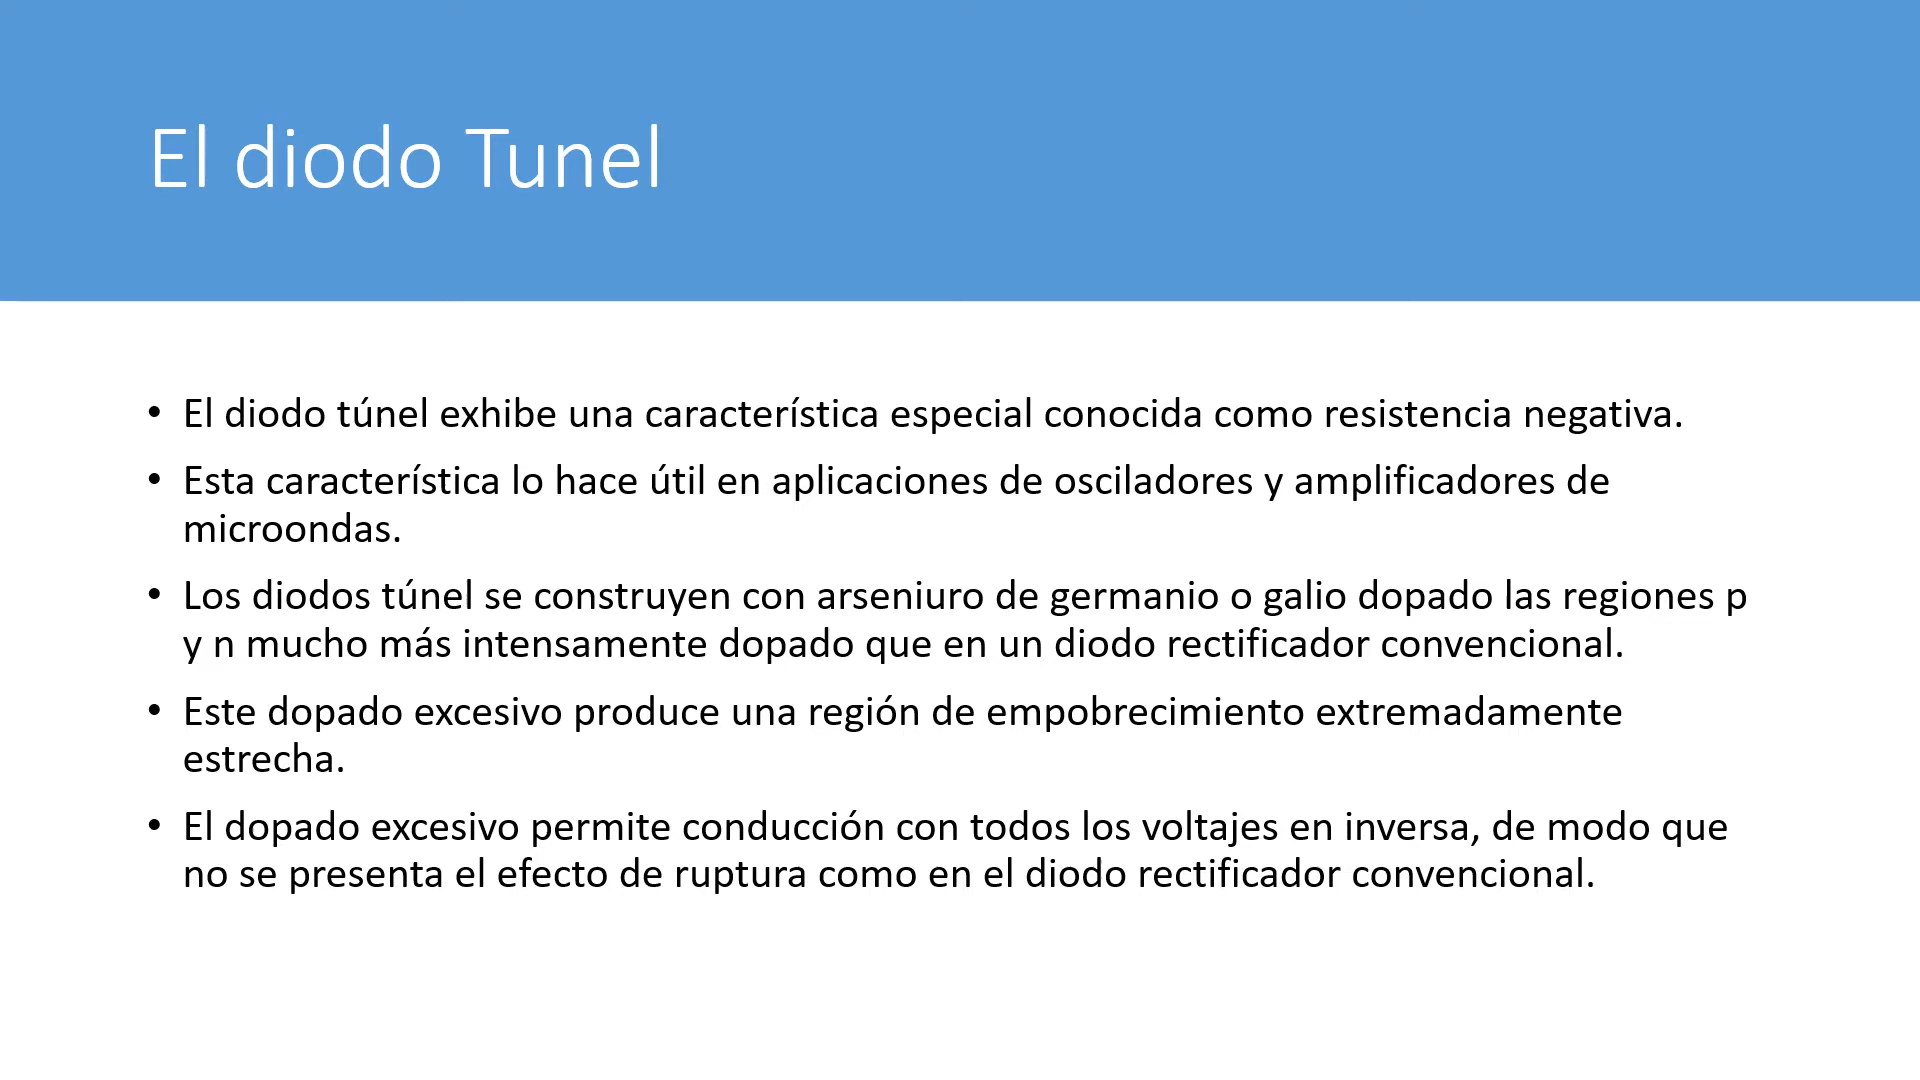 El diodo Tunel
• El diodo túnel exhibe una característica especial conocida como resistencia negativa.
• Esta característica lo hace útil en aplicaciones de osciladores y amplificadores de
microondas.
• Los diodos túnel se construyen con arseniuro de germanio o galio dopado las regiones p
y n mucho más intensamente dopado que en un diodo rectificador convencional.
• Este dopado excesivo produce una región de empobrecimiento extremadamente
estrecha.
• El dopado excesivo permite conducción con todos los voltajes en inversa, de modo que
no se presenta el efecto de ruptura como en el diodo rectificador convencional.